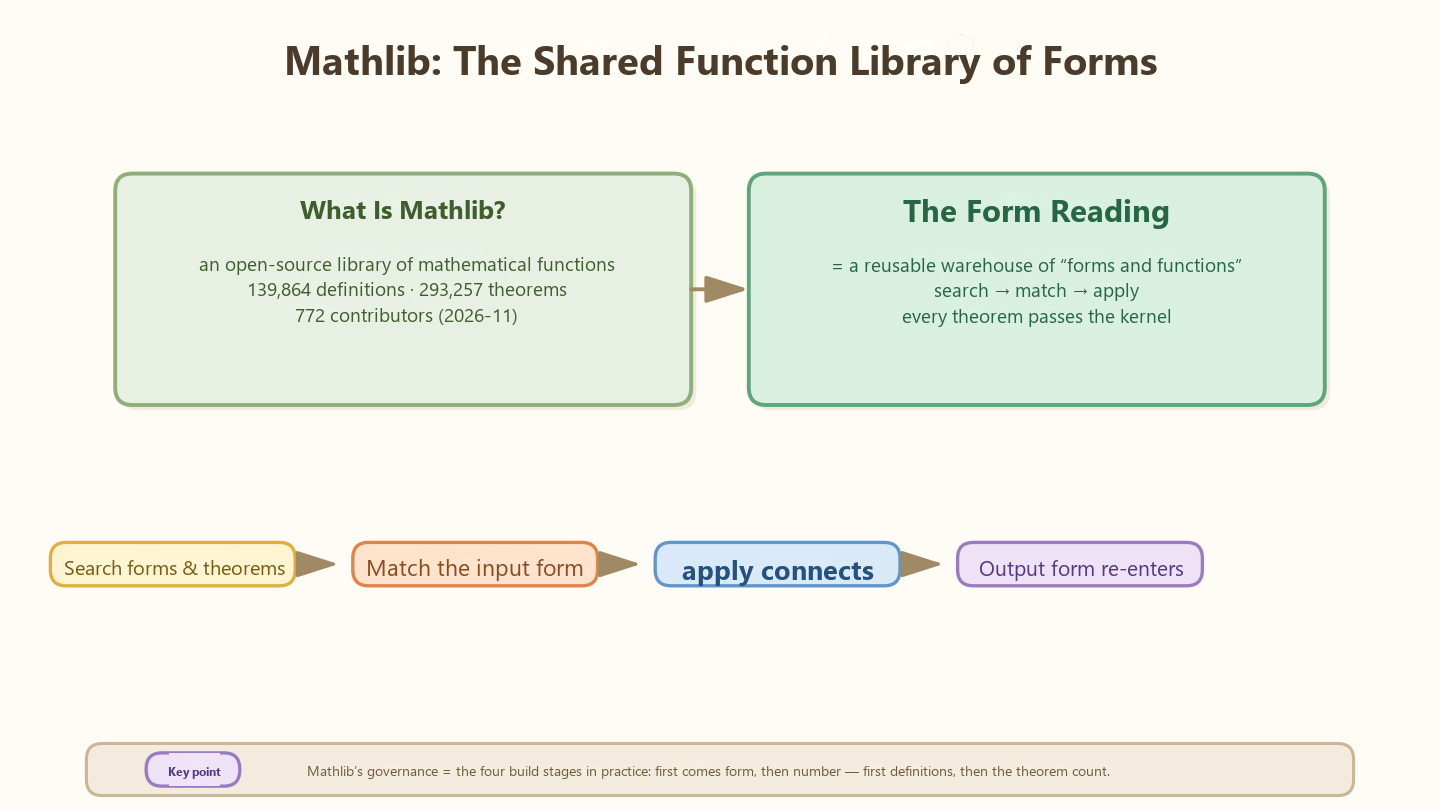 Mathlib: The Shared Function Library of Forms
What Is Mathlib?
an open-source library of mathematical functions
139,864 definitions · 293,257 theorems
772 contributors (2026-11)
The Form Reading
= a reusable warehouse of “forms and functions”
search → match → apply
every theorem passes the kernel
Search forms & theorems
Match the input form
apply connects
Output form re-enters
Key point
Mathlib’s governance = the four build stages in practice: first comes form, then number — first definitions, then the theorem count.